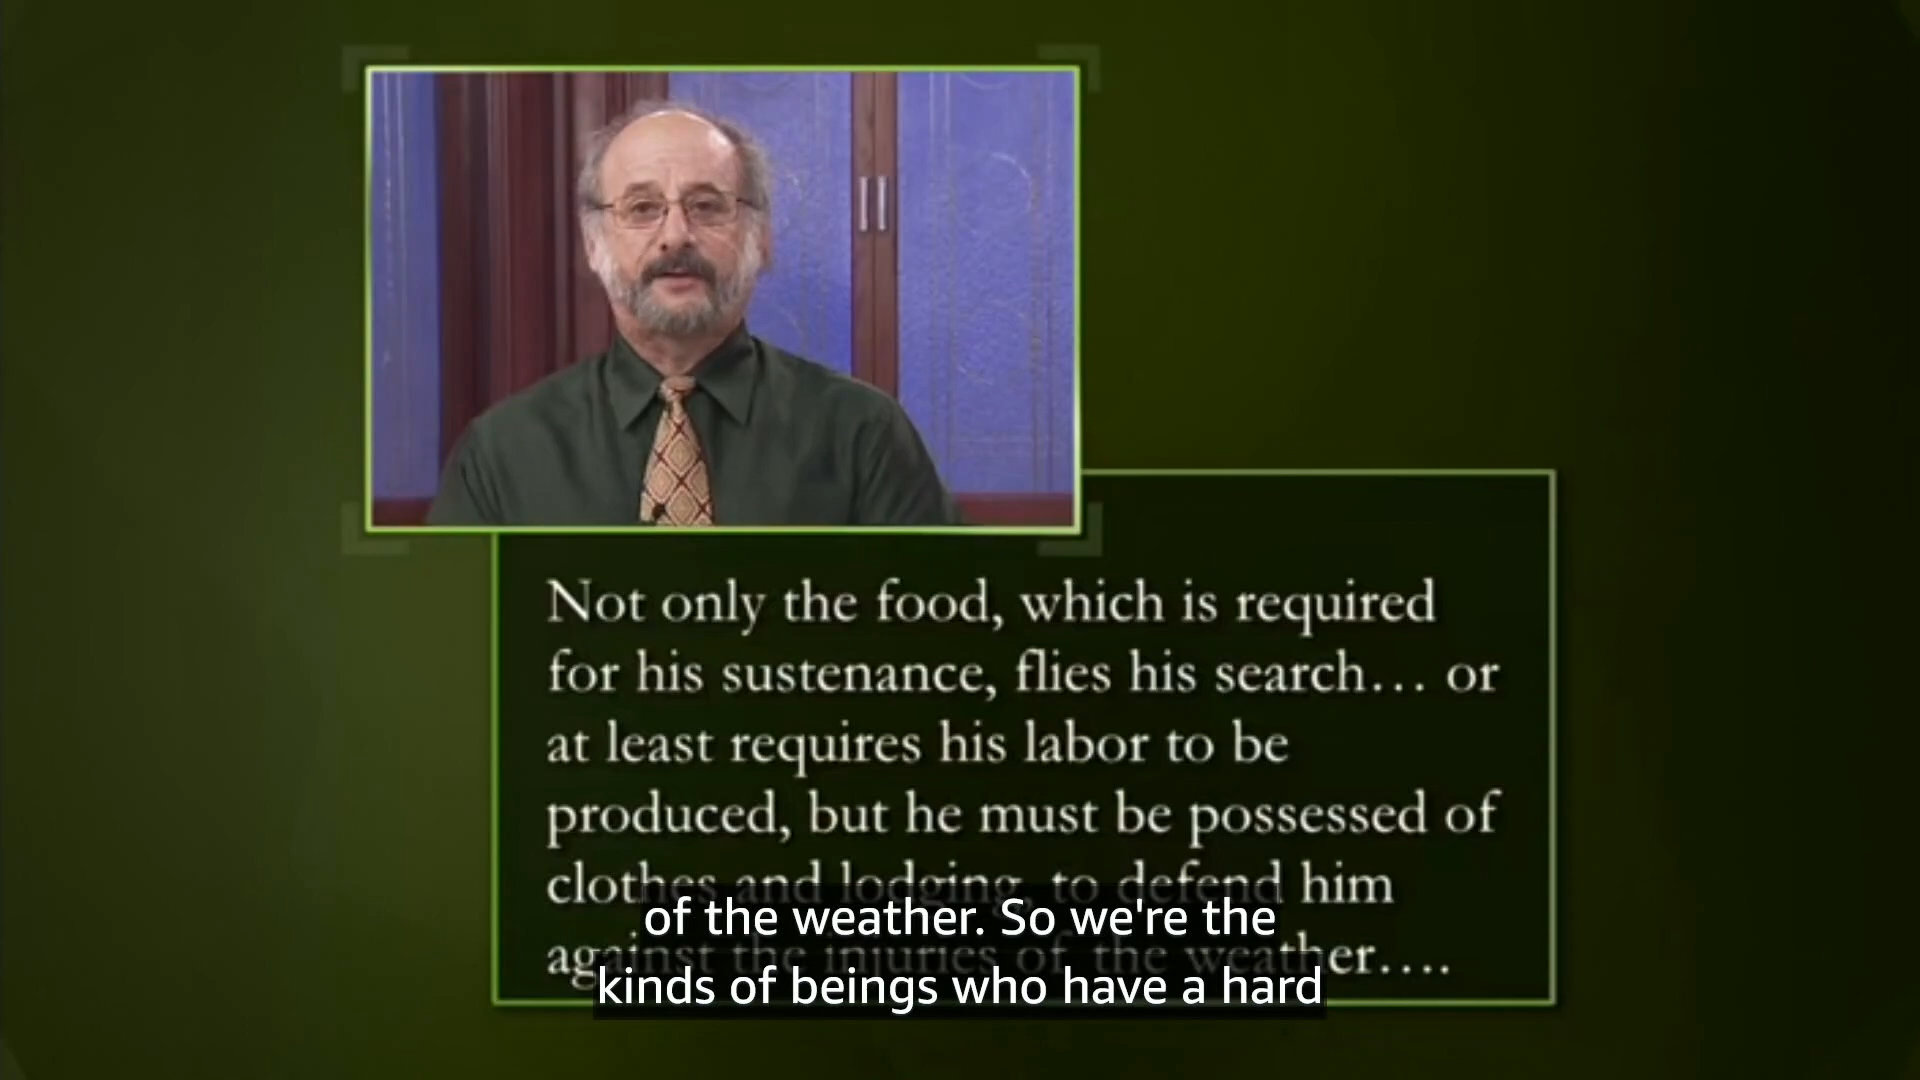 Not only the food, which is required
for his sustenance, flies his search… or
at least requires his labor to be
produced, but he must be possessed of
clothes and lodging, to defend him
against the injuries of the weather….
of the weather. So we're the
kinds of beings who have a hard